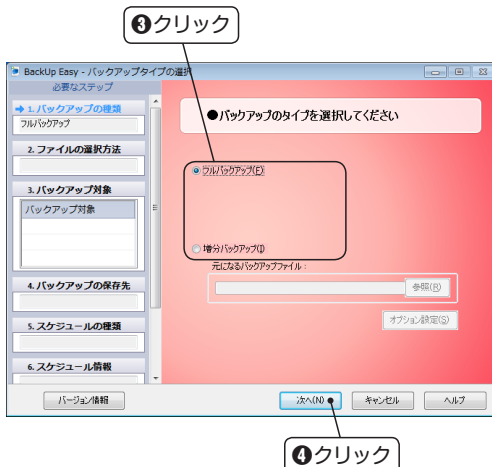 ❸クリック
BackUp Easy - バックアップタイプの選択
必要なステップ
1. バックアップの種類
フルバックアップ
2. ファイルの選択方法
3. バックアップ対象
バックアップ対象
4. バックアップの保存先
5. スケジュールの種類
6. スケジュール情報
●バックアップのタイプを選択してください
フルバックアップ(F)
増分バックアップ(I)
元になるバックアップファイル：
参照(R)
オプション設定(S)
バージョン情報
次へ(N)
キャンセル
ヘルプ
❹クリック